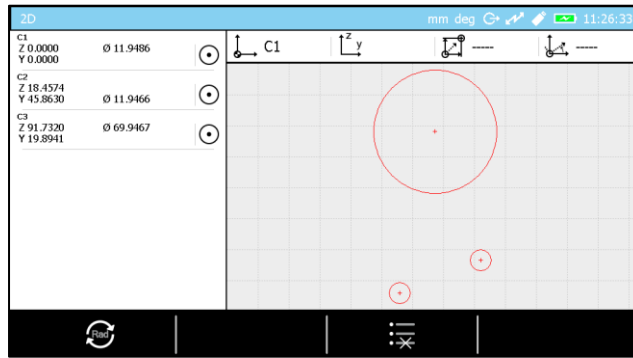 2D
mm deg 11:26:33
C1
Z 0.0000 Ø 11.9486
Y 0.0000
C2
Z 18.4574
Y 45.8630 Ø 11.9466
C3
Z 91.7320 Ø 69.9467
Y 19.8941
C1 z y ----- -----
Rad